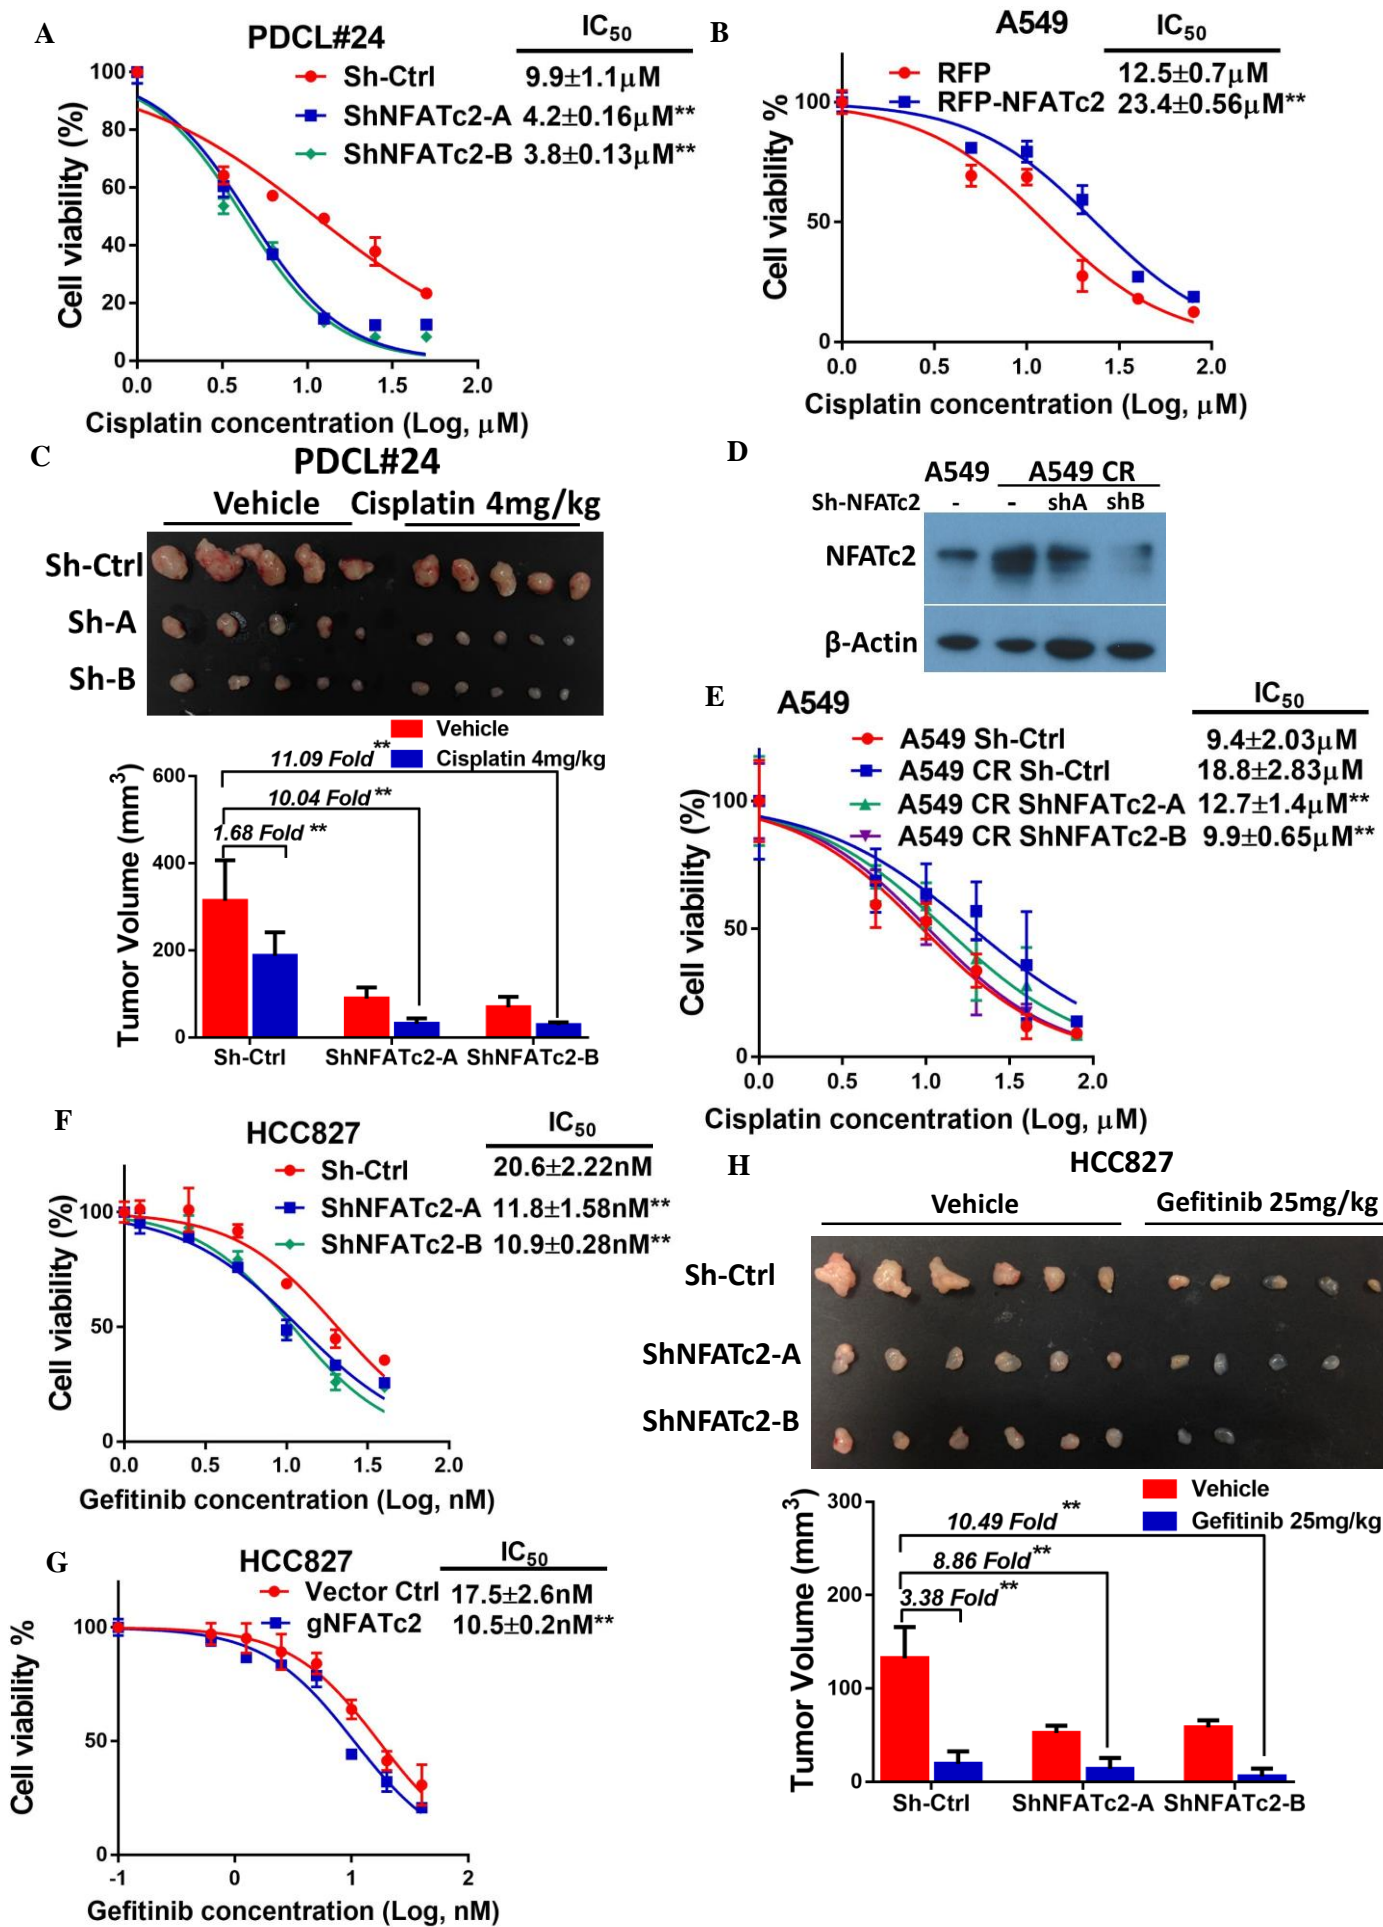 A
PDCL#24
IC50
Sh-Ctrl 9.9±1.1μM
ShNFATc2-A 4.2±0.16μM**
ShNFATc2-B 3.8±0.13μM**
Cell viability (%)
100
80
60
40
20
0
0.0 0.5 1.0 1.5 2.0
Cisplatin concentration (Log, μM)
B
A549
IC50
RFP 12.5±0.7μM
RFP-NFATc2 23.4±0.56μM**
Cell viability %
100
50
0
0.0 0.5 1.0 1.5 2.0
Cisplatin concentration (Log, μM)
C
PDCL#24
Vehicle Cisplatin 4mg/kg
Sh-Ctrl
Sh-A
Sh-B
Vehicle
Cisplatin 4mg/kg
11.09 Fold **
10.04 Fold **
1.68 Fold **
Tumor Volume (mm3)
600
400
200
0
Sh-Ctrl ShNFATc2-A ShNFATc2-B
D
A549 A549 CR
Sh-NFATc2 - - shA shB
NFATc2
β-Actin
E
A549
IC50
A549 Sh-Ctrl 9.4±2.03μM
A549 CR Sh-Ctrl 18.8±2.83μM
A549 CR ShNFATc2-A 12.7±1.4μM**
A549 CR ShNFATc2-B 9.9±0.65μM**
Cell viability (%)
100
50
0
0.0 0.5 1.0 1.5 2.0
Cisplatin concentration (Log, μM)
F
HCC827
IC50
Sh-Ctrl 20.6±2.22nM
ShNFATc2-A 11.8±1.58nM**
ShNFATc2-B 10.9±0.28nM**
Cell viability (%)
100
50
0
0.0 0.5 1.0 1.5 2.0
Gefitinib concentration (Log, nM)
G
HCC827
IC50
Vector Ctrl 17.5±2.6nM
gNFATc2 10.5±0.2nM**
Cell viability %
100
50
0
-1 0 1 2
Gefitinib concentration (Log, nM)
H
HCC827
Vehicle Gefitinib 25mg/kg
Sh-Ctrl
ShNFATc2-A
ShNFATc2-B
Vehicle
Gefitinib 25mg/kg
10.49 Fold **
8.86 Fold**
3.38 Fold**
Tumor Volume (mm3)
300
200
100
0
Sh-Ctrl ShNFATc2-A ShNFATc2-B